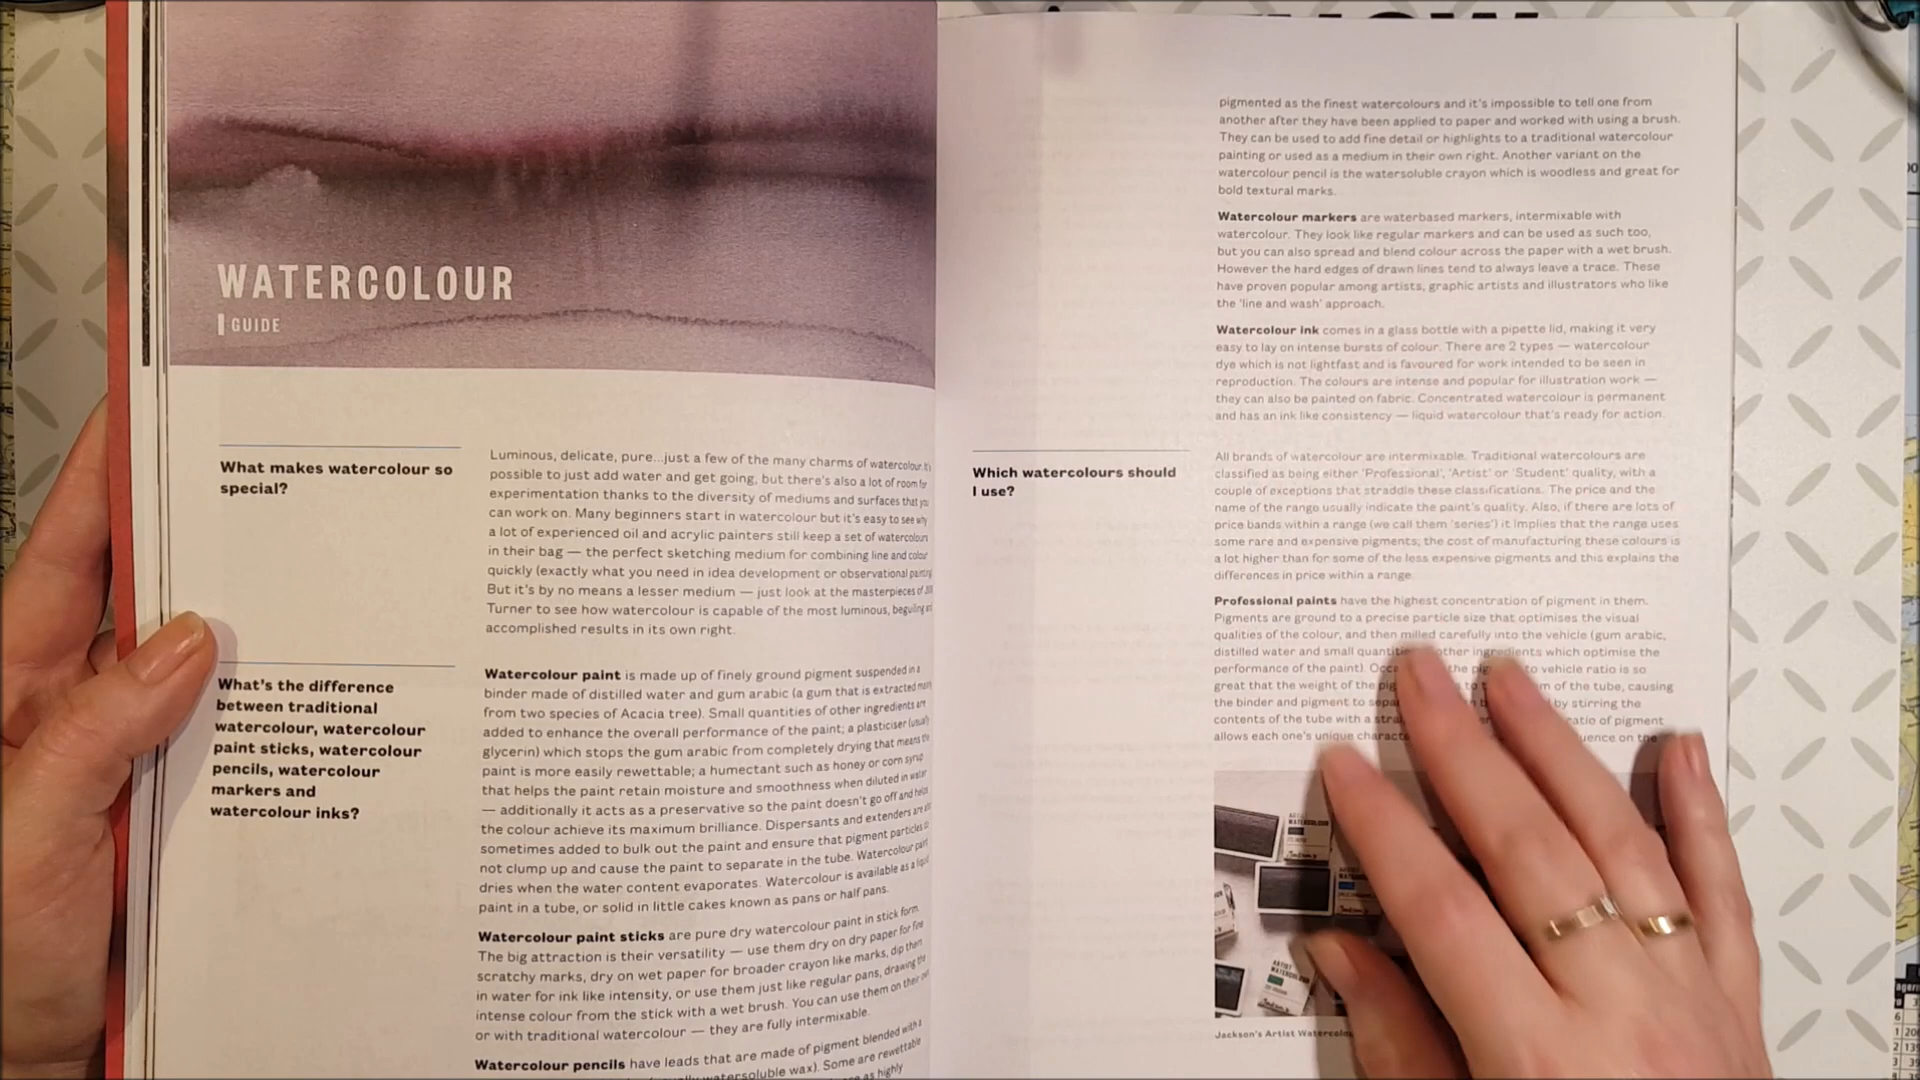 WATERCOLOUR
GUIDE
What makes watercolour so
special?
Luminous, delicate, pure...just a few of the many charms of watercolour. It's
possible to just add water and get going, but there's also a lot of room for
experimentation thanks to the diversity of mediums and surfaces that you
can work on. Many beginners start in watercolour but it's easy to see why
a lot of experienced oil and acrylic painters still keep a set of watercolours
in their bag — the perfect sketching medium for combining line and colour
quickly (exactly what you need in idea development or observational painting
But it's by no means a lesser medium — just look at the masterpieces of
Turner to see how watercolour is capable of the most luminous, beguiling and
accomplished results in its own right.
What's the difference
between traditional
watercolour, watercolour
paint sticks, watercolour
pencils, watercolour
markers and
watercolour inks?
Watercolour paint is made up of finely ground pigment suspended in a
binder made of distilled water and gum arabic (a gum that is extracted
from two species of Acacia tree). Small quantities of other ingredients are
added to enhance the overall performance of the paint; a plasticiser (usually
glycerin) which stops the gum arabic from completely drying that means the
paint is more easily rewettable; a humectant such as honey or corn syrup
that helps the paint retain moisture and smoothness when diluted in water
— additionally it acts as a preservative so the paint doesn't go off and helps
the colour achieve its maximum brilliance. Dispersants and extenders are
sometimes added to bulk out the paint and ensure that pigment particles do
not clump up and cause the paint to separate in the tube. Watercolour paint
dries when the water content evaporates. Watercolour is available as a liquid
paint in a tube, or solid in little cakes known as pans or half pans.
Watercolour paint sticks are pure dry watercolour paint in stick form.
The big attraction is their versatility — use them dry on dry paper for fine
scratchy marks, dry on wet paper for broader crayon like marks, dip them
in water for ink like intensity, or use them just like regular pans, drawing the
intense colour from the stick with a wet brush. You can use them on their own
or with traditional watercolour — they are fully intermixable.
Watercolour pencils have leads that are made of pigment blended with a
watersoluble wax). Some are rewettable
as highly
pigmented as the finest watercolours and it's impossible to tell one from
another after they have been applied to paper and worked with using a brush.
They can be used to add fine detail or highlights to a traditional watercolour
painting or used as a medium in their own right. Another variant on the
watercolour pencil is the watersoluble crayon which is woodless and great for
bold textural marks.
Watercolour markers are waterbased markers, intermixable with
watercolour. They look like regular markers and can be used as such too,
but you can also spread and blend colour across the paper with a wet brush.
However the hard edges of drawn lines tend to always leave a trace. These
have proven popular among artists, graphic artists and illustrators who like
the 'line and wash' approach.
Watercolour ink comes in a glass bottle with a pipette lid, making it very
easy to lay on intense bursts of colour. There are 2 types — watercolour
dye which is not lightfast and is favoured for work intended to be seen in
reproduction. The colours are intense and popular for illustration work —
they can also be painted on fabric. Concentrated watercolour is permanent
and has an ink like consistency — liquid watercolour that's ready for action.
Which watercolours should
I use?
All brands of watercolour are intermixable. Traditional watercolours are
classified as being either 'Professional', 'Artist' or 'Student' quality, with a
couple of exceptions that straddle these classifications. The price and the
name of the range usually indicate the paint's quality. Also, if there are lots of
price bands within a range (we call them 'series') it implies that the range uses
some rare and expensive pigments; the cost of manufacturing these colours is
a lot higher than for some of the less expensive pigments and this explains the
differences in price within a range.
Professional paints have the highest concentration of pigment in them.
Pigments are ground to a precise particle size that optimises the visual
qualities of the colour, and then milled carefully into the vehicle (gum arabic,
distilled water and small other ingredients which optimise the
performance of the paint). the to vehicle ratio is so
great that the weight of the to of the tube, causing
the binder and pigment to by stirring the
contents of the tube with a ratio of pigment
allows each one's unique on the
ARTIST
WATERCOLOUR
Jackson's Artist